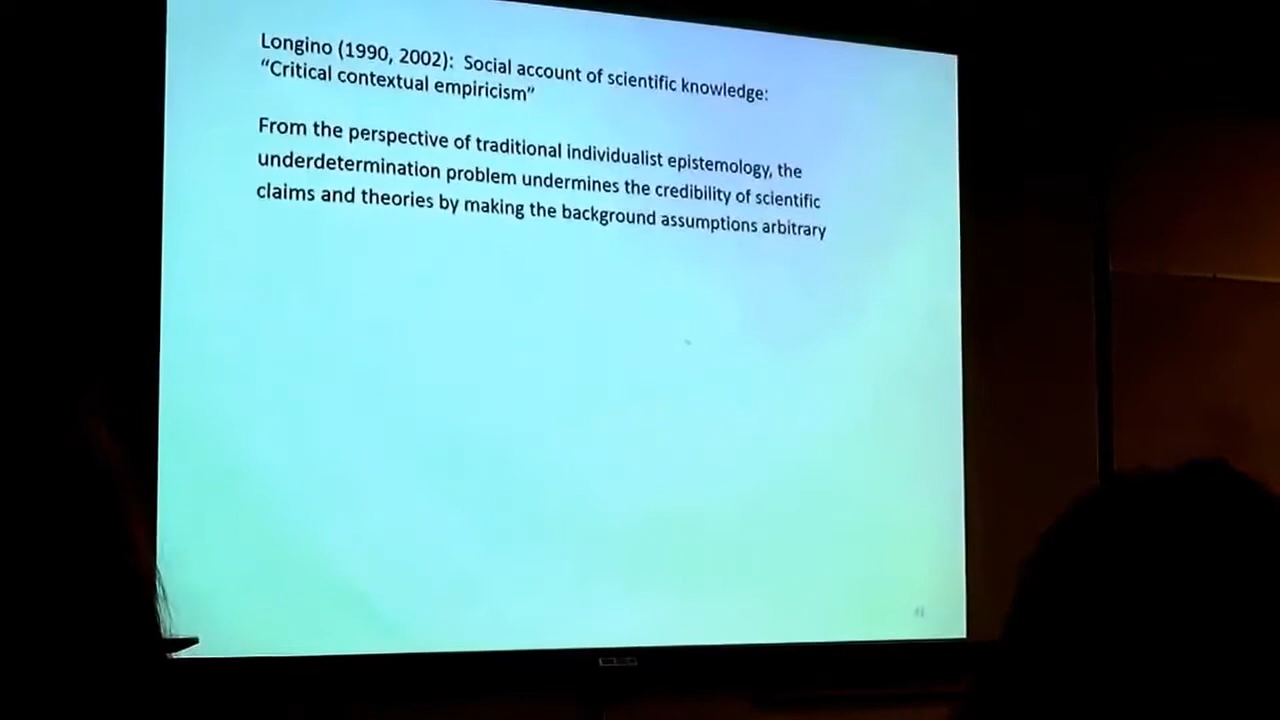 Longino (1990, 2002): Social account of scientific knowledge:
“Critical contextual empiricism”
From the perspective of traditional individualist epistemology, the
underdetermination problem undermines the credibility of scientific
claims and theories by making the background assumptions arbitrary